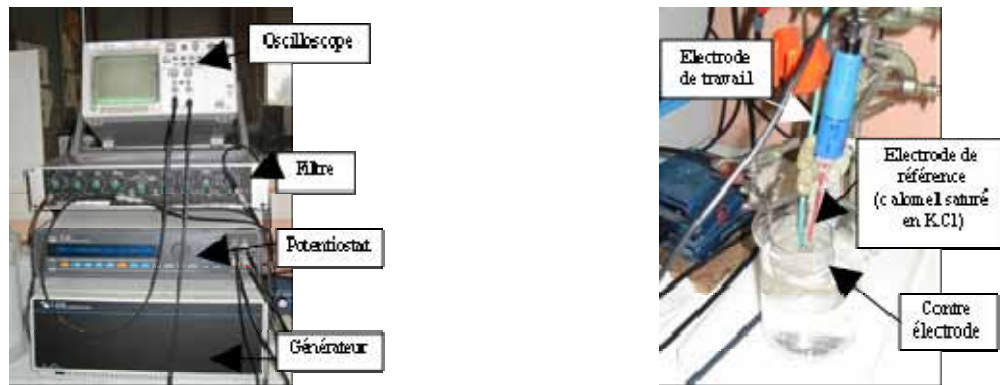 Oscilloscope
Filtre
Potentiostat
Générateur
Electrode
de travail
Electrode de
référence
(calomel saturé
en KCl)
Contre
électrode